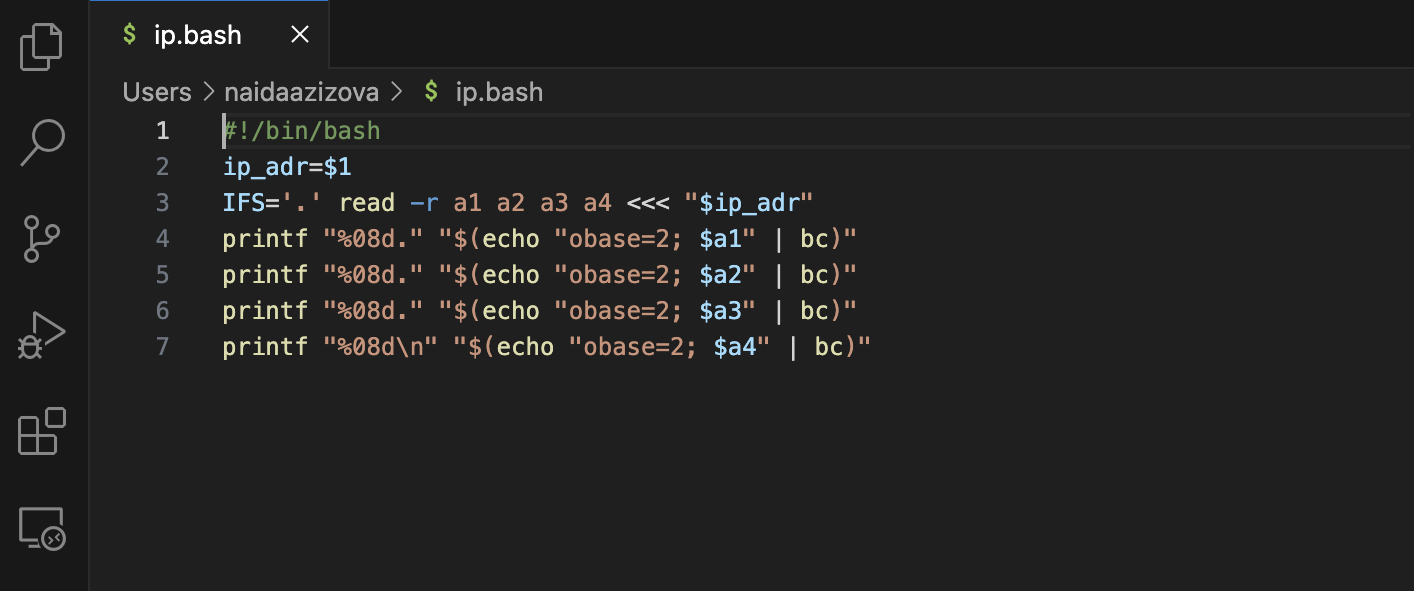 $ ip.bash
Users > naidaazizova > $ ip.bash
1 #!/bin/bash
2 ip_adr=$1
3 IFS='.' read -r a1 a2 a3 a4 <<< "$ip_adr"
4 printf "%08d." "$(echo "obase=2; $a1" | bc)"
5 printf "%08d." "$(echo "obase=2; $a2" | bc)"
6 printf "%08d." "$(echo "obase=2; $a3" | bc)"
7 printf "%08d\n" "$(echo "obase=2; $a4" | bc)"